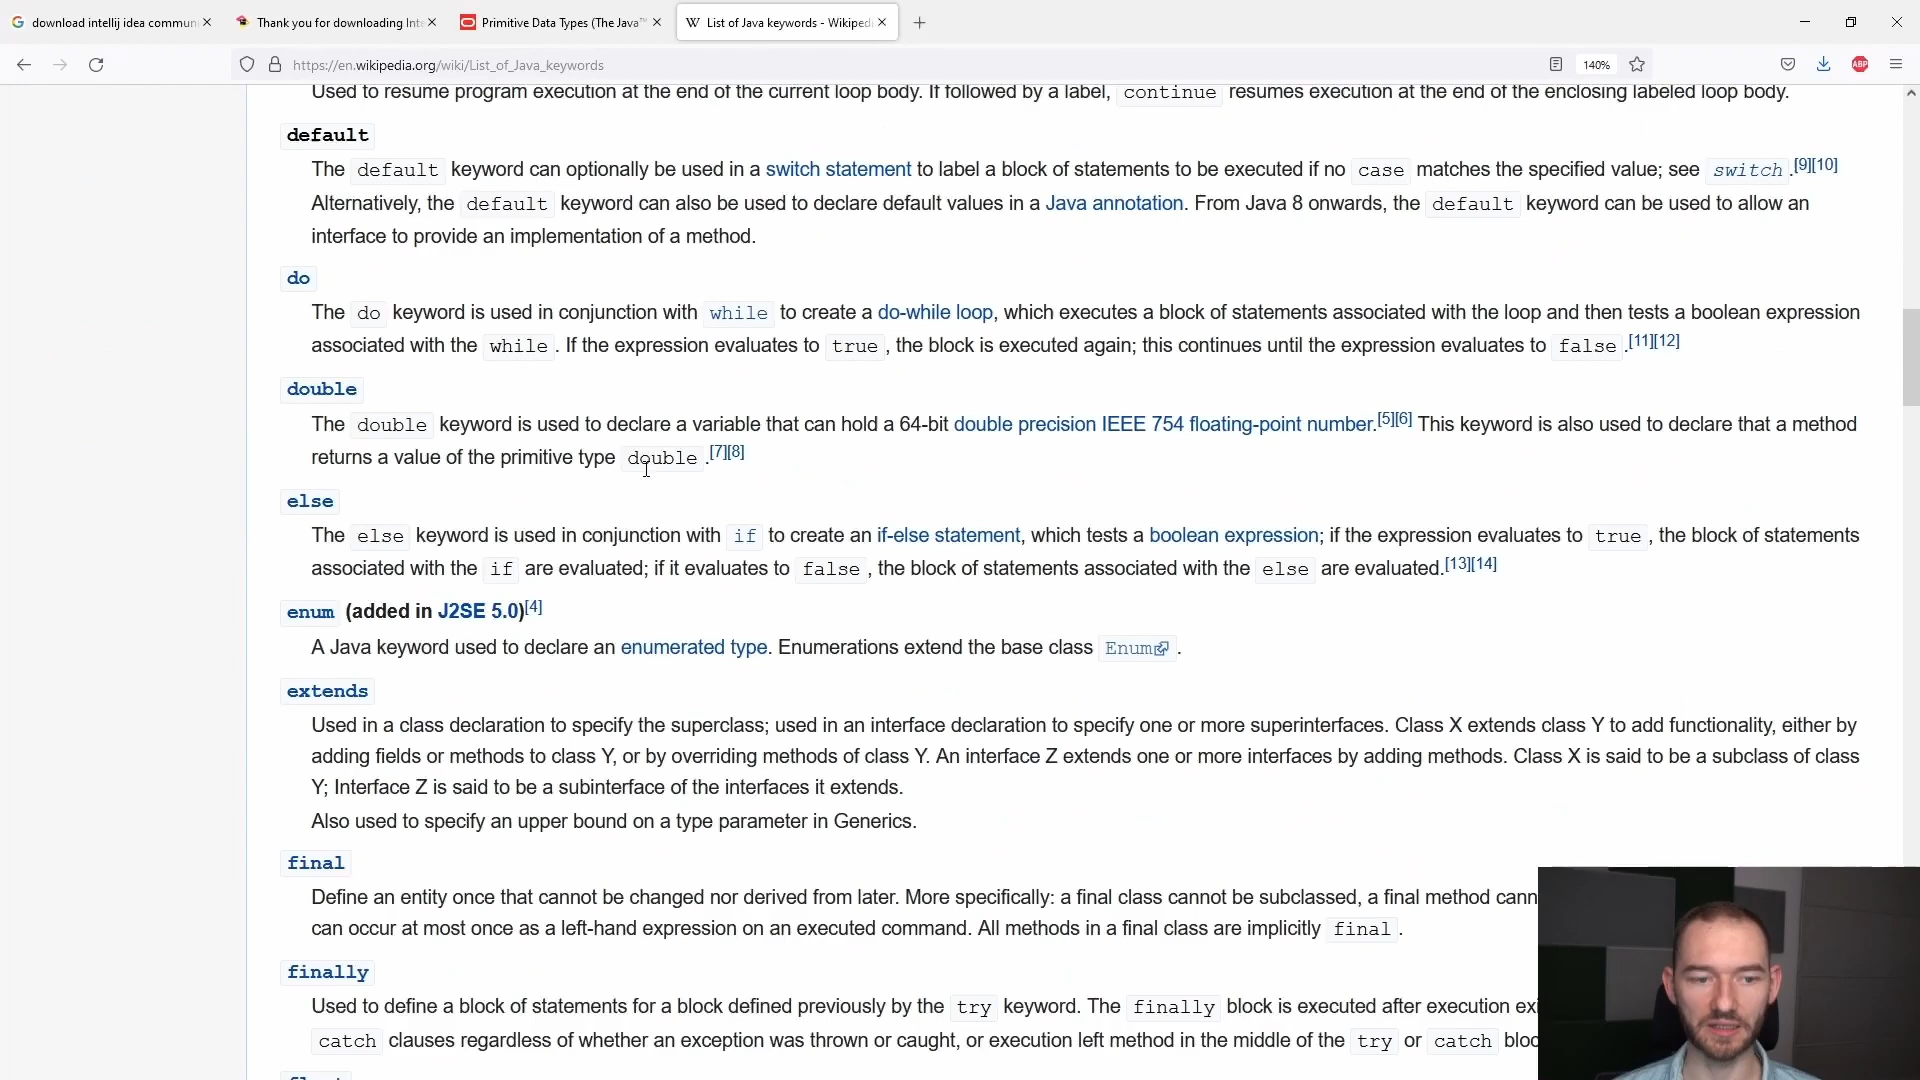 download intellij idea commun
Thank you for downloading Inte
Primitive Data Types (The Java™
List of Java keywords - Wikiped
https://en.wikipedia.org/wiki/List_of_Java_keywords
140%
ABP
Used to resume program execution at the end of the current loop body. If followed by a label, continue resumes execution at the end of the enclosing labeled loop body.
default
The default keyword can optionally be used in a switch statement to label a block of statements to be executed if no case matches the specified value; see switch.[9][10]
Alternatively, the default keyword can also be used to declare default values in a Java annotation. From Java 8 onwards, the default keyword can be used to allow an
interface to provide an implementation of a method.
do
The do keyword is used in conjunction with while to create a do-while loop, which executes a block of statements associated with the loop and then tests a boolean expression
associated with the while. If the expression evaluates to true, the block is executed again; this continues until the expression evaluates to false.[11][12]
double
The double keyword is used to declare a variable that can hold a 64-bit double precision IEEE 754 floating-point number.[5][6] This keyword is also used to declare that a method
returns a value of the primitive type double.[7][8]
else
The else keyword is used in conjunction with if to create an if-else statement, which tests a boolean expression; if the expression evaluates to true, the block of statements
associated with the if are evaluated; if it evaluates to false, the block of statements associated with the else are evaluated.[13][14]
enum (added in J2SE 5.0)[4]
A Java keyword used to declare an enumerated type. Enumerations extend the base class Enum.
extends
Used in a class declaration to specify the superclass; used in an interface declaration to specify one or more superinterfaces. Class X extends class Y to add functionality, either by
adding fields or methods to class Y, or by overriding methods of class Y. An interface Z extends one or more interfaces by adding methods. Class X is said to be a subclass of class
Y; Interface Z is said to be a subinterface of the interfaces it extends.
Also used to specify an upper bound on a type parameter in Generics.
final
Define an entity once that cannot be changed nor derived from later. More specifically: a final class cannot be subclassed, a final method cann
can occur at most once as a left-hand expression on an executed command. All methods in a final class are implicitly final.
finally
Used to define a block of statements for a block defined previously by the try keyword. The finally block is executed after execution exi
catch clauses regardless of whether an exception was thrown or caught, or execution left method in the middle of the try or catch bloc